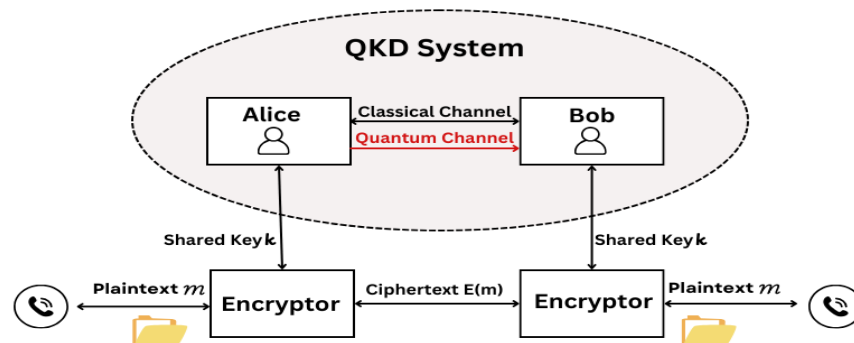 QKD System
Alice
Classical Channel
Bob
Quantum Channel
Shared Key k
Shared Key k
Plaintext m
Encryptor
Ciphertext E(m)
Encryptor
Plaintext m